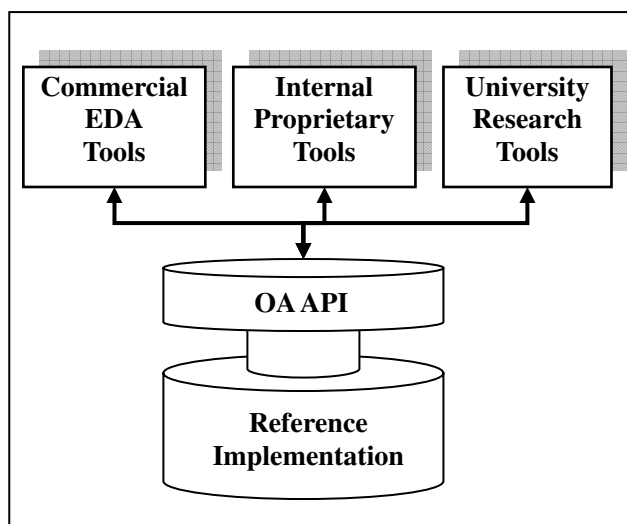 Commercial
EDA
Tools
Internal
Proprietary
Tools
University
Research
Tools
OA API
Reference
Implementation